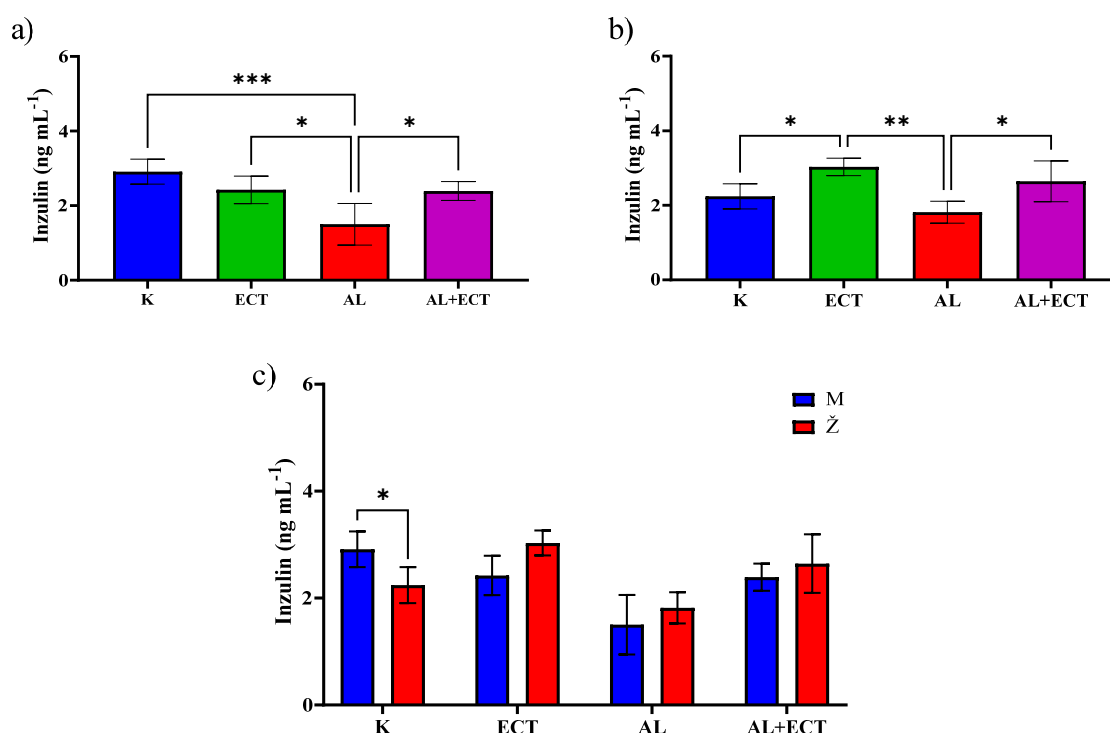 a)
6
4
2
0
Inzulin (ng mL⁻¹)
***
*
*
K
ECT
AL
AL+ECT
b)
6
4
2
0
Inzulin (ng mL⁻¹)
*
**
*
K
ECT
AL
AL+ECT
c)
6
4
2
0
Inzulin (ng mL⁻¹)
M
Ž
*
K
ECT
AL
AL+ECT